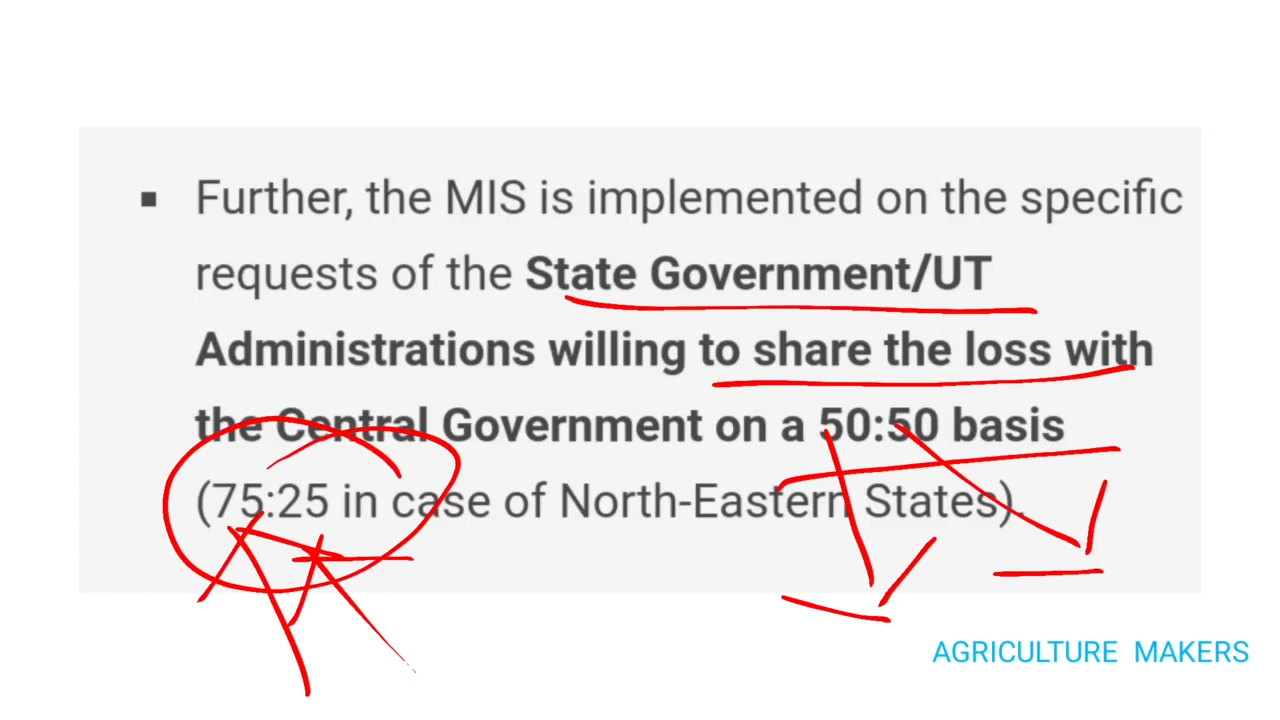 ▪ Further, the MIS is implemented on the specific
requests of the State Government/UT
Administrations willing to share the loss with
the Central Government on a 50:50 basis
(75:25 in case of North-Eastern States).
AGRICULTURE MAKERS